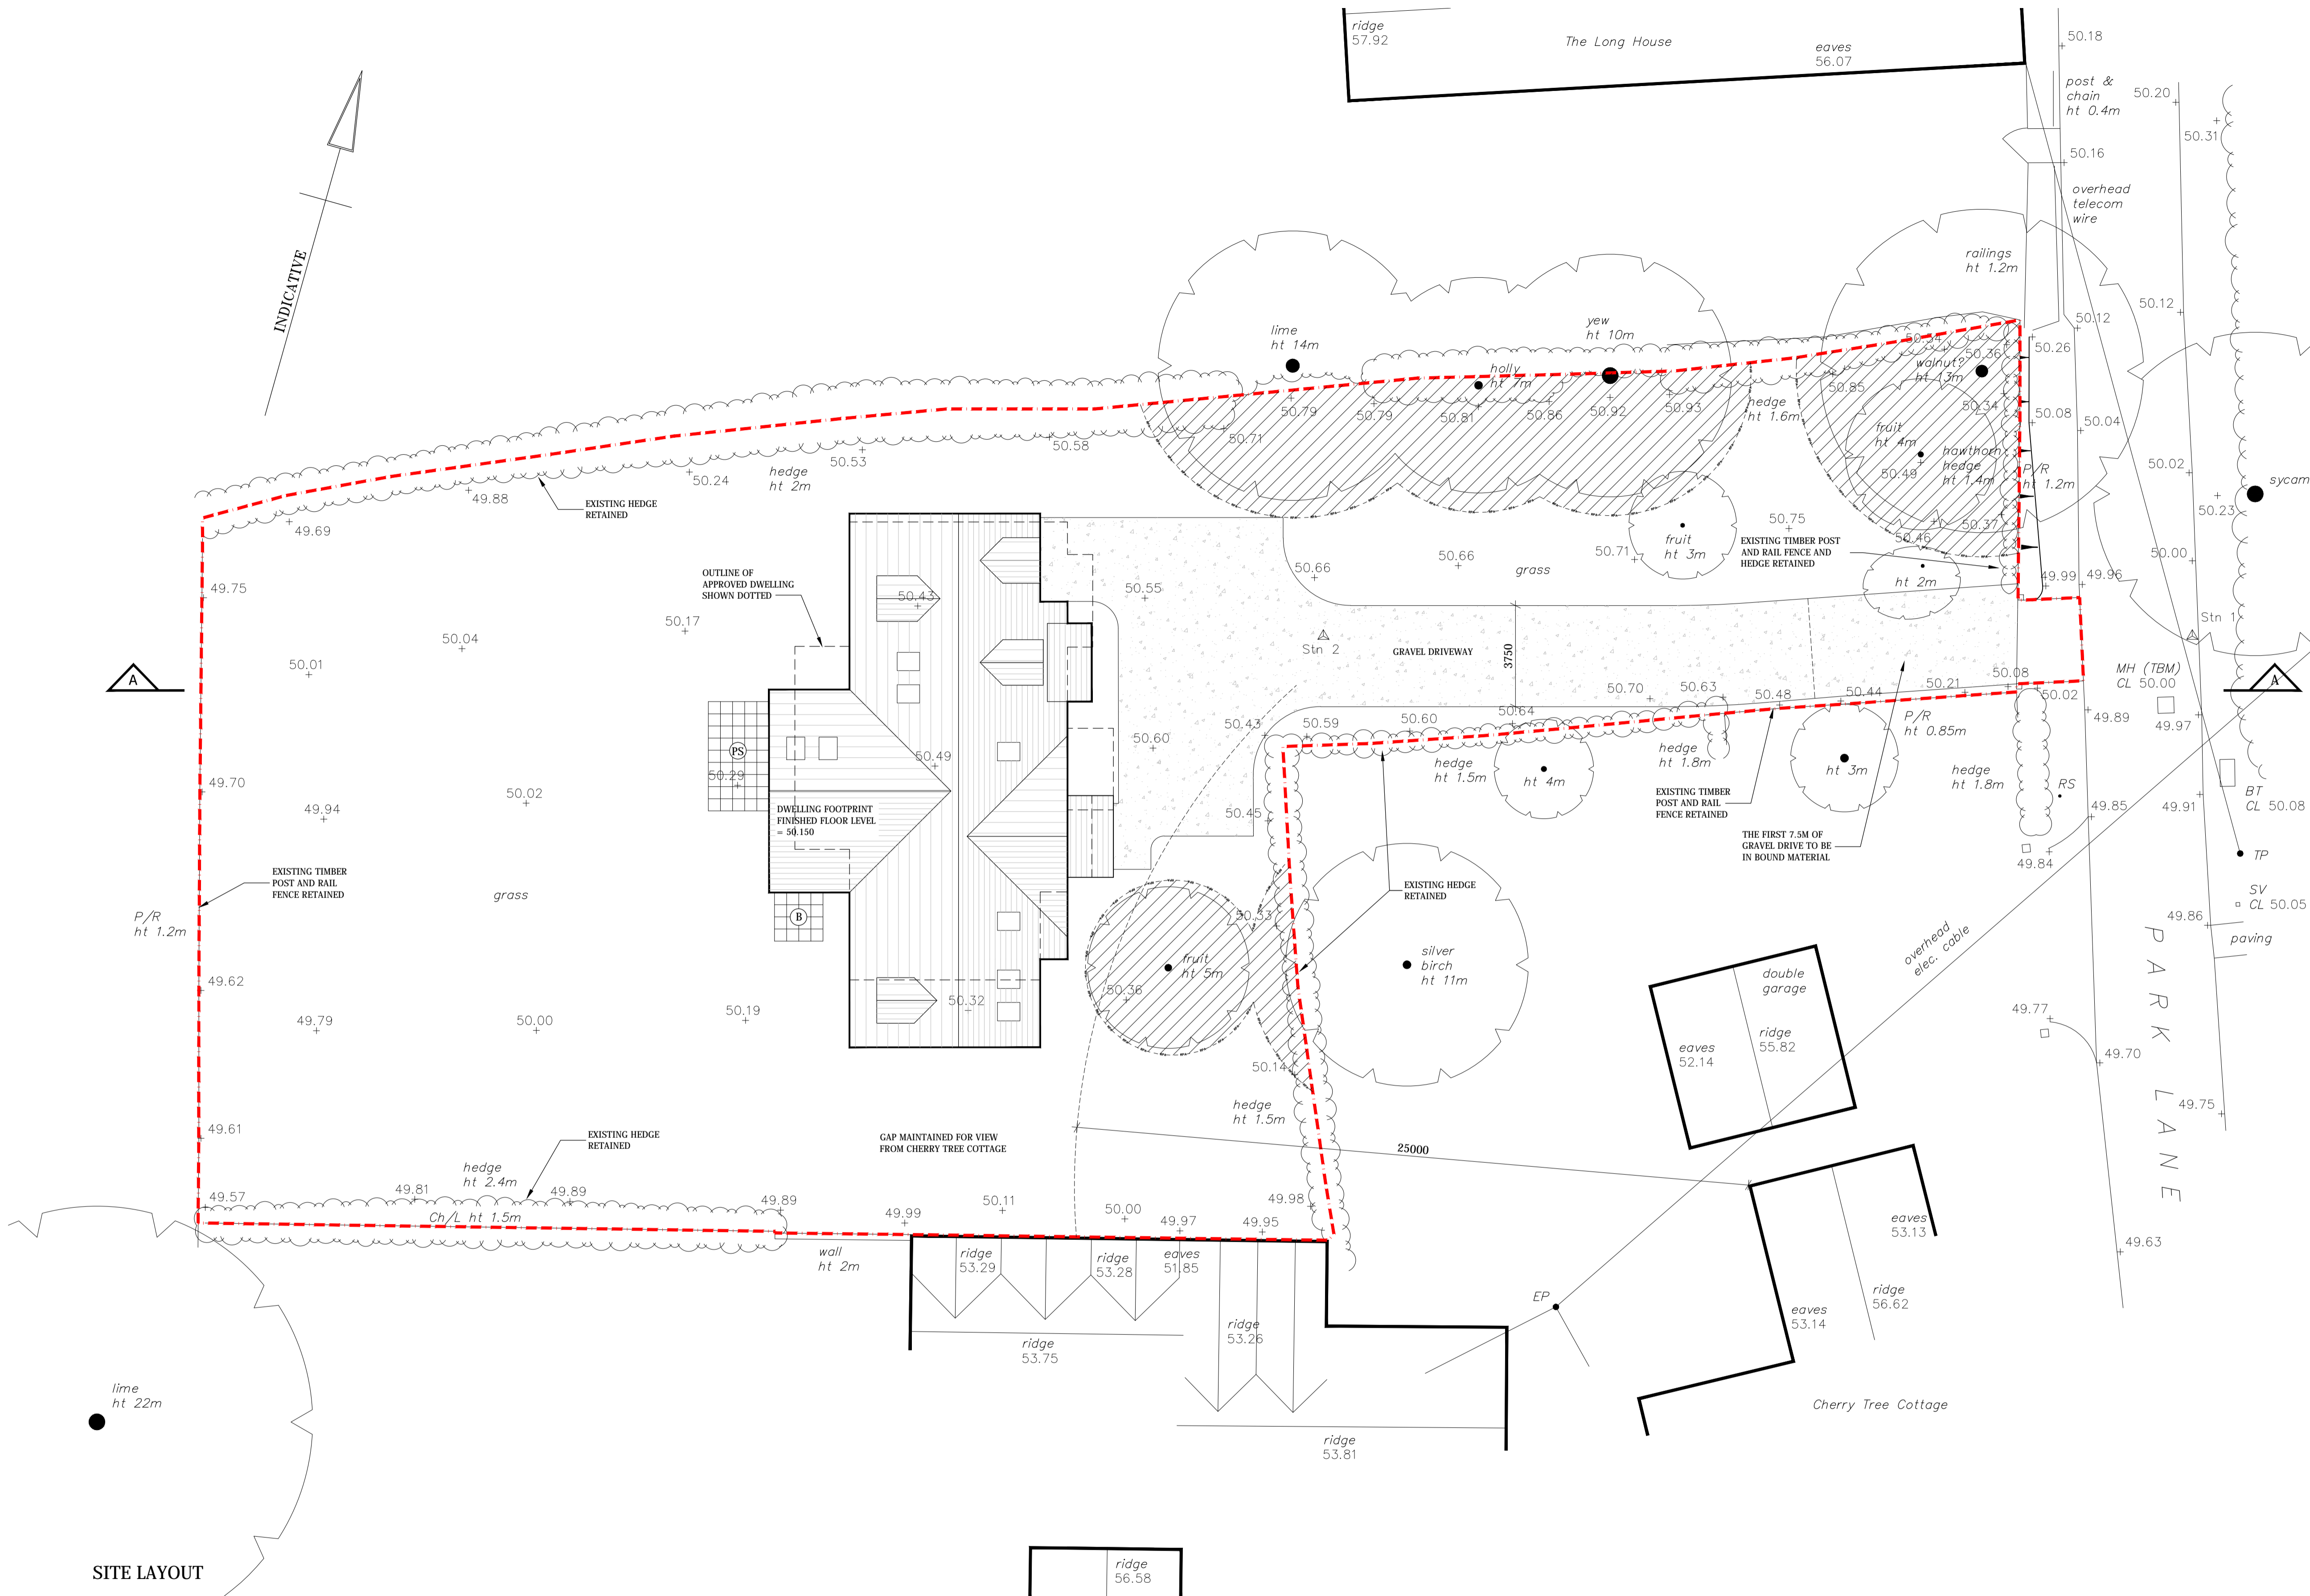 ridge
57.92
The Long House
eaves
56.07
50.18
post &
chain
ht 0.4m
50.20
50.31
50.16
overhead
telecom
wire
INDICATIVE
railings
ht 1.2m
50.12
50.12
lime
ht 14m
yew
ht 10m
50.34
50.36
50.26
holly
ht 7m
walnut?
ht 13m
50.85
50.79
50.79
50.81
50.86
50.92
50.93
hedge
ht 1.6m
50.34
50.08
50.04
50.71
50.58
50.53
hedge
ht 2m
50.24
49.88
49.69
EXISTING HEDGE
RETAINED
fruit
ht 4m
50.49
hawthorn
hedge
ht 1.4m
P/R
ht 1.2m
50.02
sycam
50.23
50.37
50.46
50.75
50.71
fruit
ht 3m
EXISTING TIMBER POST
AND RAIL FENCE AND
HEDGE RETAINED
50.00
49.99
49.96
ht 2m
50.66
50.66
grass
OUTLINE OF
APPROVED DWELLING
SHOWN DOTTED
50.43
50.55
49.75
50.17
50.04
50.01
Stn 1
Stn 2
GRAVEL DRIVEWAY
3750
A
A
MH (TBM)
CL 50.00
50.08
50.02
50.21
50.44
50.48
50.63
50.70
50.64
50.60
50.59
50.43
49.89
49.97
P/R
ht 0.85m
hedge
ht 1.8m
hedge
ht 1.5m
ht 4m
ht 3m
hedge
ht 1.8m
RS
PS
50.29
50.49
50.60
49.70
49.94
50.02
DWELLING FOOTPRINT
FINISHED FLOOR LEVEL
= 50.150
50.45
EXISTING TIMBER
POST AND RAIL
FENCE RETAINED
49.85
49.91
BT
CL 50.08
THE FIRST 7.5M OF
GRAVEL DRIVE TO BE
IN BOUND MATERIAL
49.84
TP
EXISTING TIMBER
POST AND RAIL
FENCE RETAINED
grass
EXISTING HEDGE
RETAINED
SV
CL 50.05
P/R
ht 1.2m
B
50.33
49.86
paving
silver
birch
ht 11m
fruit
ht 5m
50.36
overhead
elec. cable
double
garage
ridge
55.82
eaves
52.14
PARK LANE
49.62
49.79
50.00
50.19
50.32
49.77
49.70
50.14
hedge
ht 1.5m
49.75
49.61
EXISTING HEDGE
RETAINED
GAP MAINTAINED FOR VIEW
FROM CHERRY TREE COTTAGE
25000
hedge
ht 2.4m
49.57
49.81
49.89
49.89
49.99
50.11
50.00
49.97
49.95
49.98
Ch/L ht 1.5m
wall
ht 2m
ridge
53.29
ridge
53.28
eaves
51.85
eaves
53.13
49.63
EP
ridge
56.62
eaves
53.14
ridge
53.26
ridge
53.75
lime
ht 22m
Cherry Tree Cottage
ridge
53.81
SITE LAYOUT
ridge
56.58